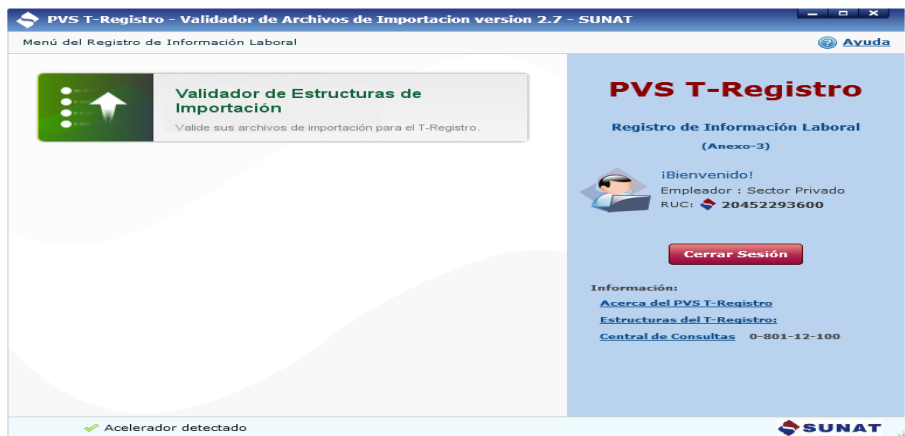 PVS T-Registro - Validador de Archivos de Importacion version 2.7 - SUNAT
Menú del Registro de Información Laboral
Ayuda
Validador de Estructuras de
Importación
Valide sus archivos de importación para el T-Registro.
PVS T-Registro
Registro de Información Laboral
(Anexo-3)
¡Bienvenido!
Empleador : Sector Privado
RUC: 20452293600
Cerrar Sesión
Información:
Acerca del PVS T-Registro
Estructuras del T-Registro:
Central de Consultas 0-801-12-100
Acelerador detectado
SUNAT